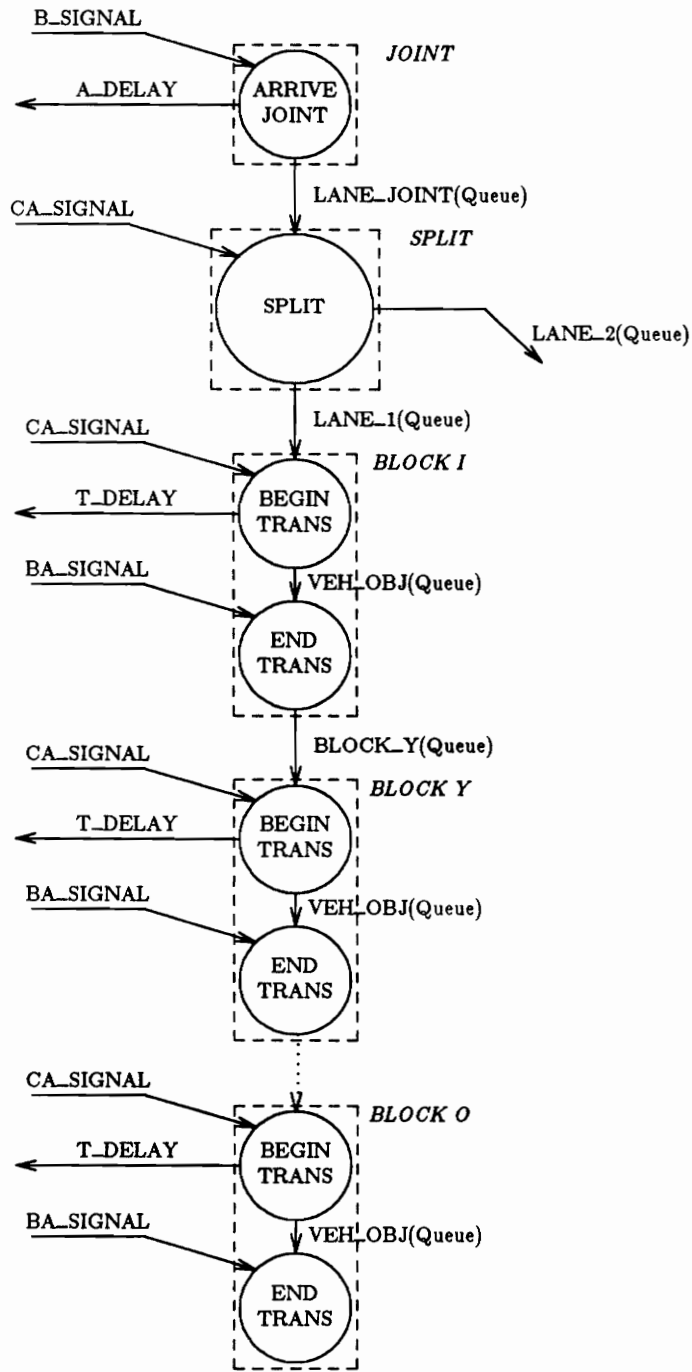 B_SIGNAL
JOINT
A_DELAY
ARRIVE
JOINT
LANE_JOINT(Queue)
CA_SIGNAL
SPLIT
SPLIT
LANE_2(Queue)
LANE_1(Queue)
CA_SIGNAL
BLOCK I
T_DELAY
BEGIN
TRANS
BA_SIGNAL
VEH_OBJ(Queue)
END
TRANS
BLOCK_Y(Queue)
CA_SIGNAL
BLOCK Y
T_DELAY
BEGIN
TRANS
BA_SIGNAL
VEH_OBJ(Queue)
END
TRANS
CA_SIGNAL
BLOCK O
T_DELAY
BEGIN
TRANS
BA_SIGNAL
VEH_OBJ(Queue)
END
TRANS